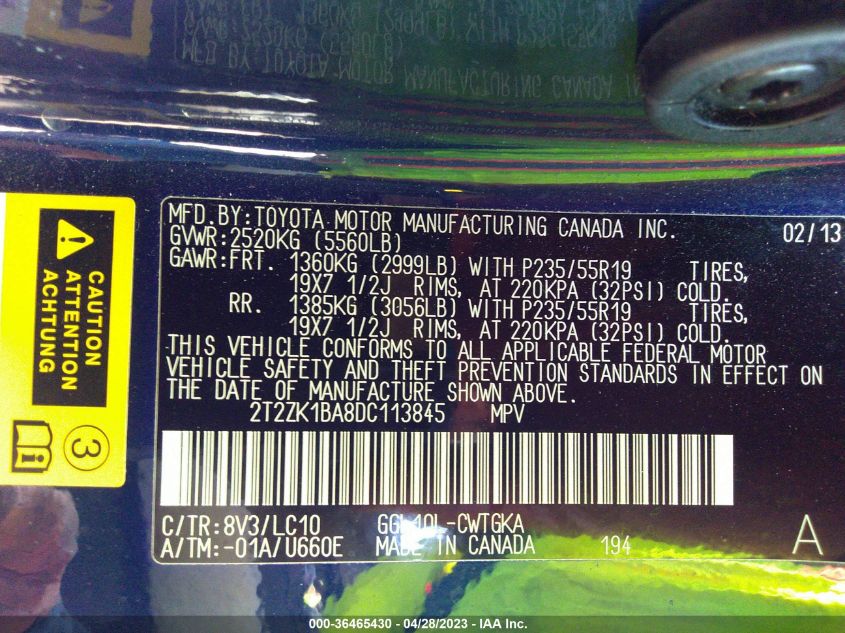 MFD.BY:TOYOTA MOTOR MANUFACTURING CANADA INC. 02/13
GVWR:2520KG (5560LB)
GAWR:FRT. 1360KG (2999LB) WITH P235/55R19 TIRES,
19X7 1/2J RIMS, AT 220KPA (32PSI) COLD.
RR. 1385KG (3056LB) WITH P235/55R19 TIRES,
19X7 1/2J RIMS, AT 220KPA (32PSI) COLD.
THIS VEHICLE CONFORMS TO ALL APPLICABLE FEDERAL MOTOR
VEHICLE SAFETY AND THEFT PREVENTION STANDARDS IN EFFECT ON
THE DATE OF MANUFACTURE SHOWN ABOVE.
2T2ZK1BA8DC113845 MPV
C/TR:8V3/LC10 GGL10L-CWTGKA
A/TM:-01A/U660E MADE IN CANADA 194 A
CAUTION
ATTENTION
ACHTUNG
3
000-36465430 - 04/28/2023 - IAA Inc.